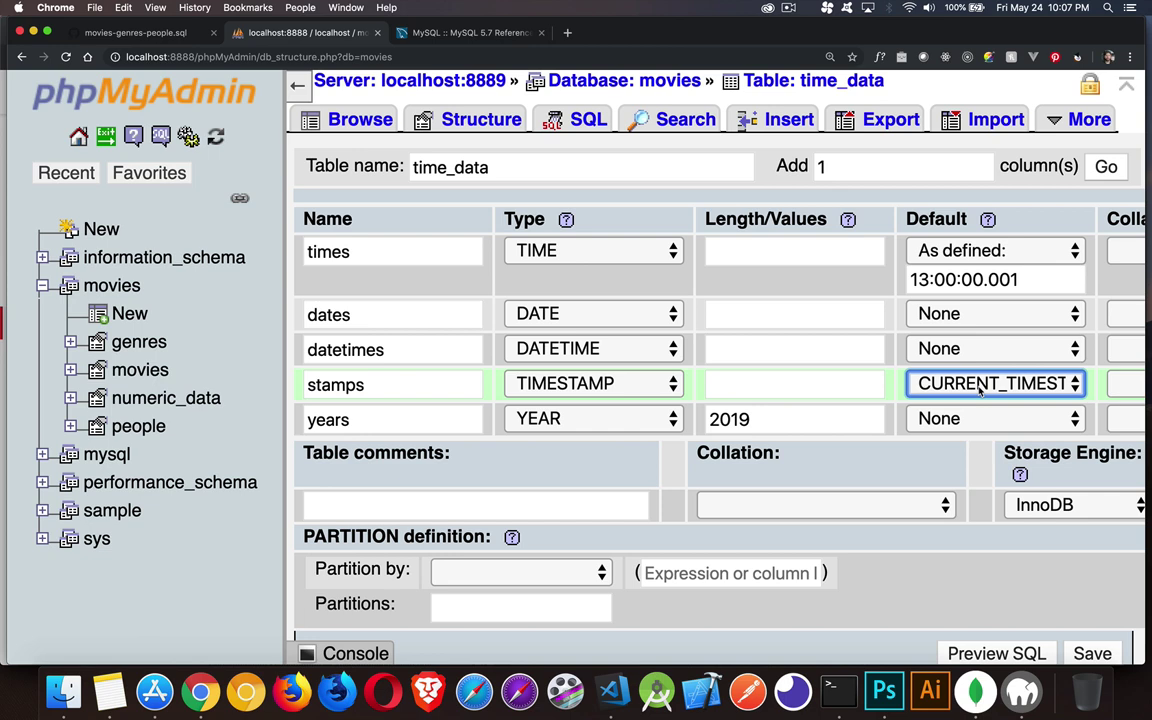 Chrome File Edit View History Bookmarks People Window Help 100% Fri May 24 10:07 PM
movies-genres-people.sql × localhost:8888 / localhost / mo × MySQL :: MySQL 5.7 Referenc × +
localhost:8888/phpMyAdmin/db_structure.php?db=movies
phpMyAdmin
Recent Favorites
New
information_schema
movies
New
genres
movies
numeric_data
people
mysql
performance_schema
sample
sys
Server: localhost:8889 » Database: movies » Table: time_data
Browse Structure SQL Search Insert Export Import More
Table name: time_data Add 1 column(s) Go
Name Type Length/Values Default Colla
times TIME As defined:
13:00:00.001
dates DATE None
datetimes DATETIME None
stamps TIMESTAMP CURRENT_TIMEST
years YEAR 2019 None
Table comments: Collation: Storage Engine:
InnoDB
PARTITION definition:
Partition by: ( Expression or column l )
Partitions:
Console Preview SQL Save
Ps Ai